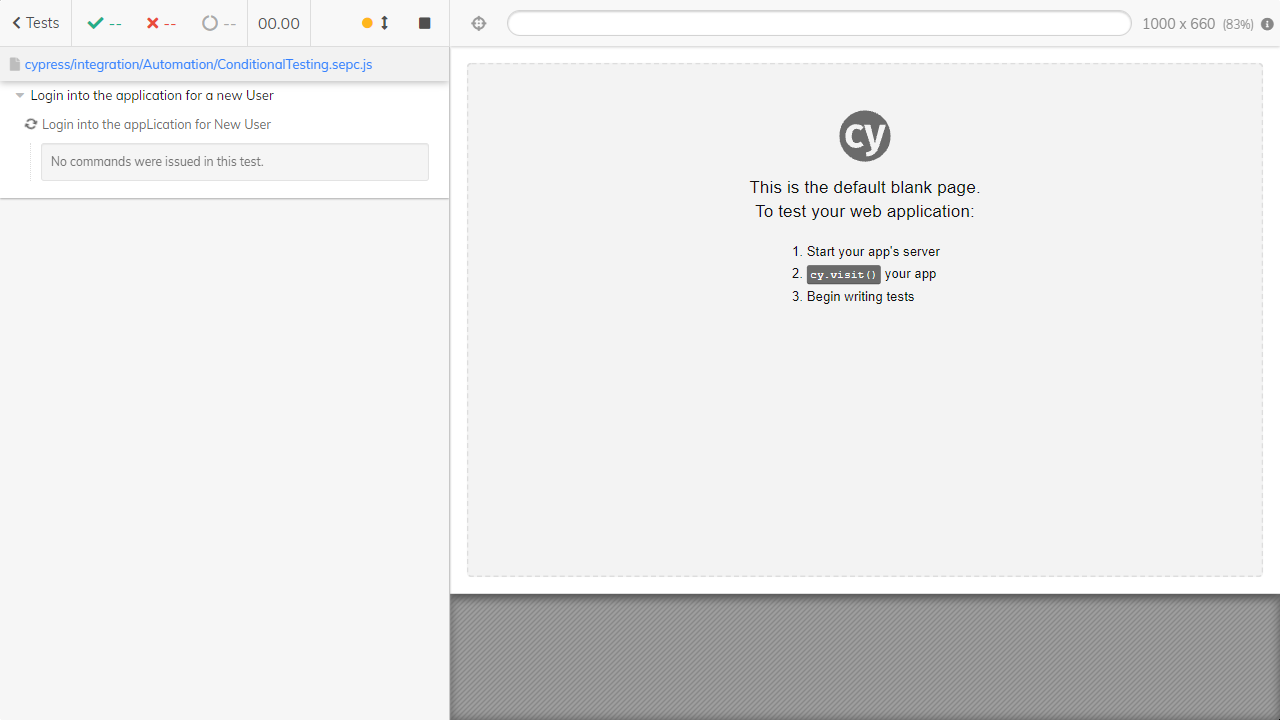 Tests -- -- -- 00.00 1000 x 660 (83%)
cypress/integration/Automation/ConditionalTesting.sepc.js
Login into the application for a new User
Login into the appLication for New User
No commands were issued in this test.
cy
This is the default blank page.
To test your web application:
1. Start your app's server
2. cy.visit() your app
3. Begin writing tests